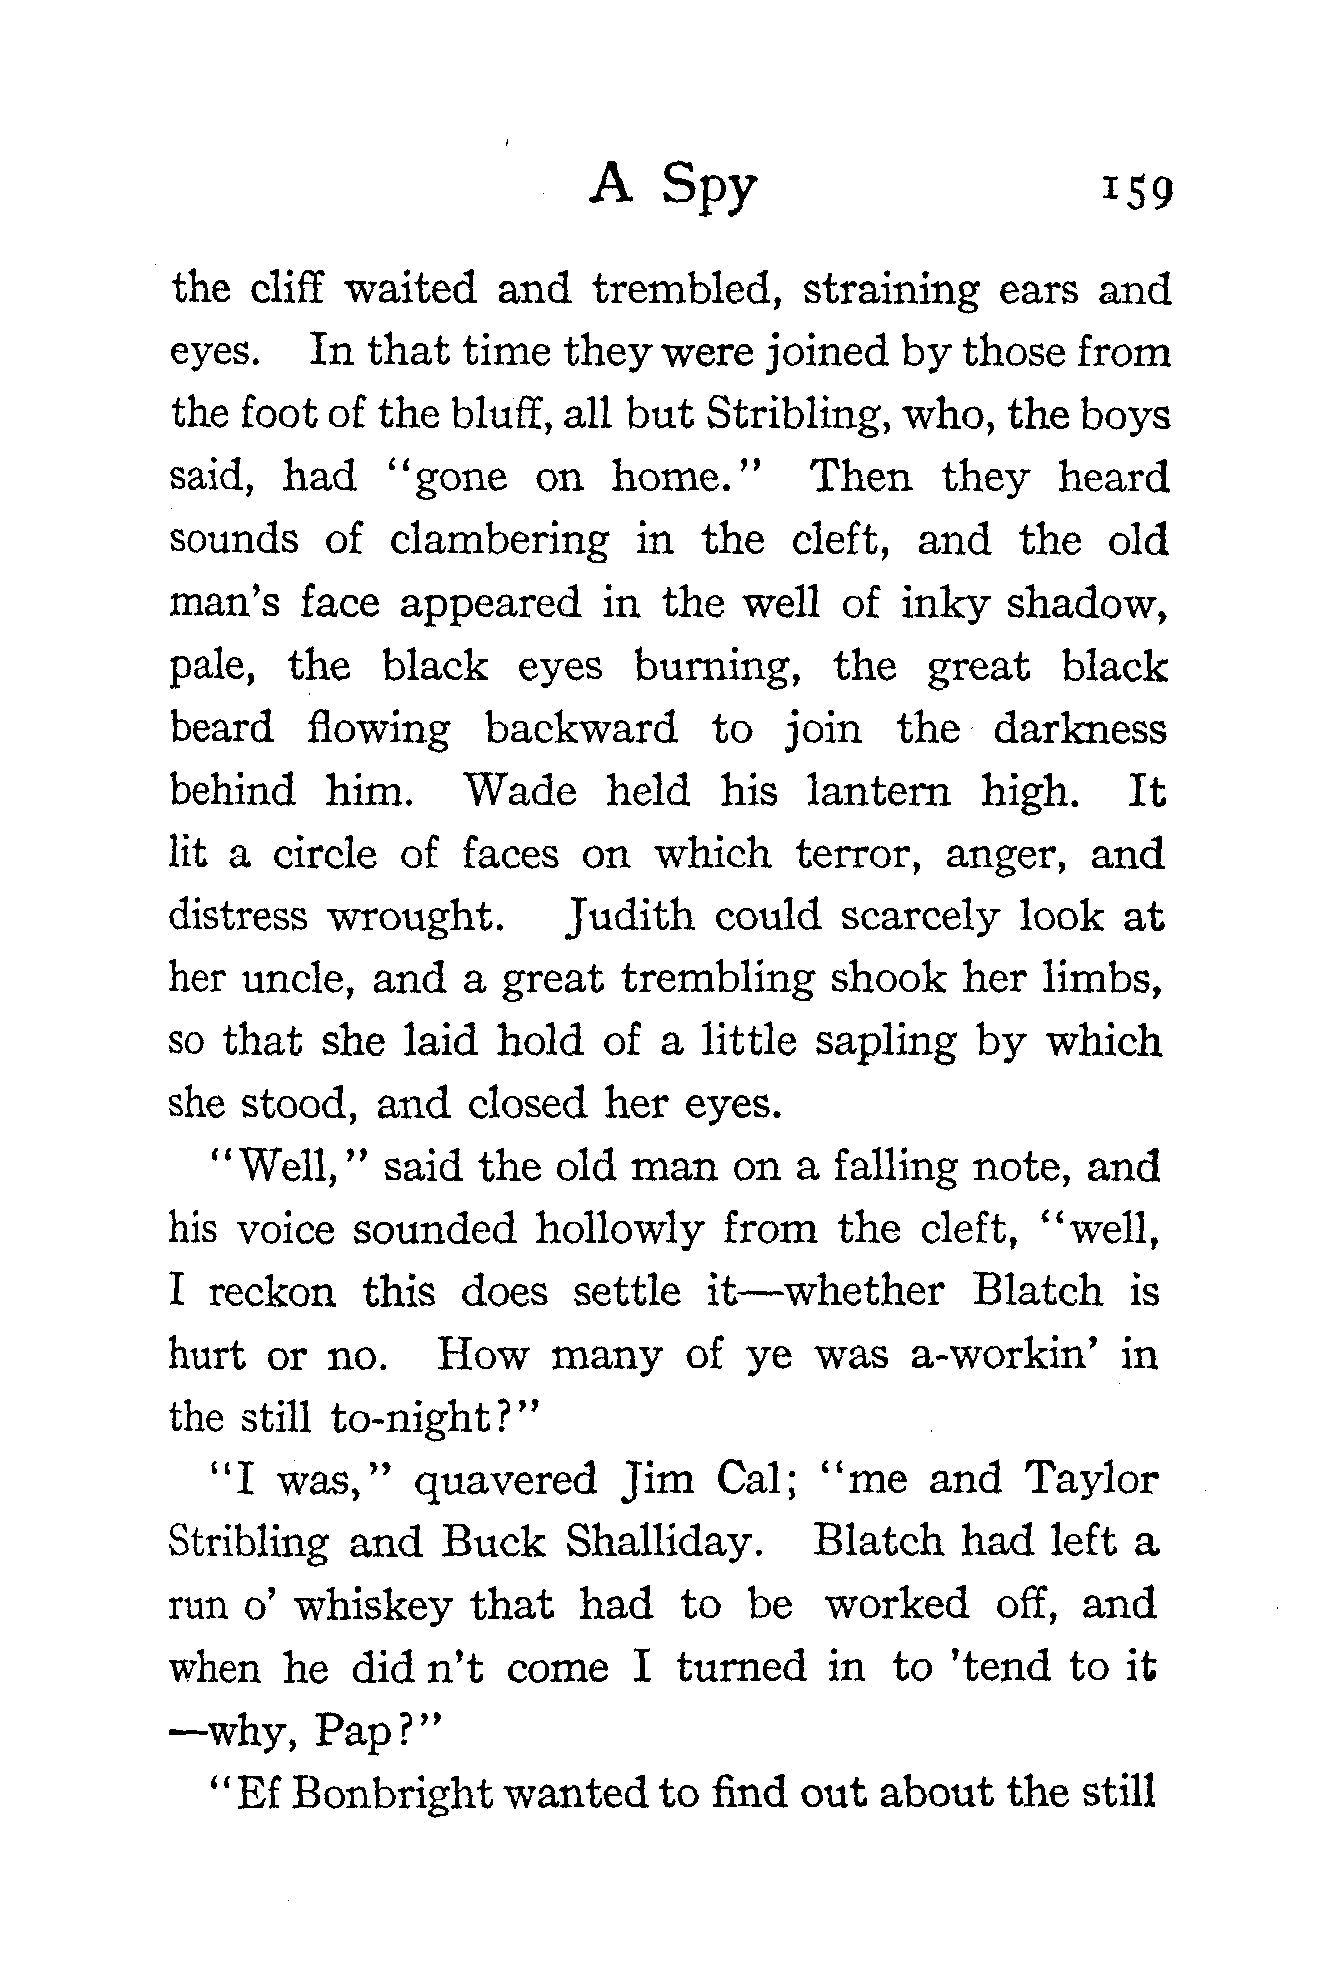 A Spy 159
the cliff waited and trembled, straining ears and
eyes. In that time they were joined by those from
the foot of the bluff, all but Stribling, who, the boys
said, had "gone on home." Then they heard
sounds of clambering in the cleft, and the old
man's face appeared in the well of inky shadow,
pale, the black eyes burning, the great black
beard flowing backward to join the darkness
behind him. Wade held his lantern high. It
lit a circle of faces on which terror, anger, and
distress wrought. Judith could scarcely look at
her uncle, and a great trembling shook her limbs,
so that she laid hold of a little sapling by which
she stood, and closed her eyes.
"Well," said the old man on a falling note, and
his voice sounded hollowly from the cleft, "well,
I reckon this does settle it—whether Blatch is
hurt or no. How many of ye was a-workin' in
the still to-night?"
"I was," quavered Jim Cal; "me and Taylor
Stribling and Buck Shalliday. Blatch had left a
run o' whiskey that had to be worked off, and
when he did n't come I turned in to 'tend to it
—why, Pap?"
"Ef Bonbright wanted to find out about the still